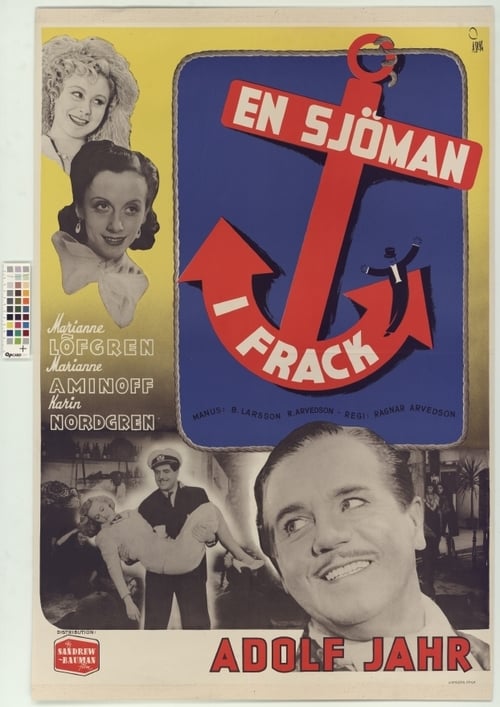 EN SJÖMAN
I FRACK
Marianne
LÖFGREN
Marianne
AMINOFF
Karin
NORDGREN
MANUS: B. LARSSON R. ARVEDSON - REGI: RAGNAR ARVEDSON
DISTRIBUTION:
SANDREW
-BAUMAN
Film
ADOLF JAHR